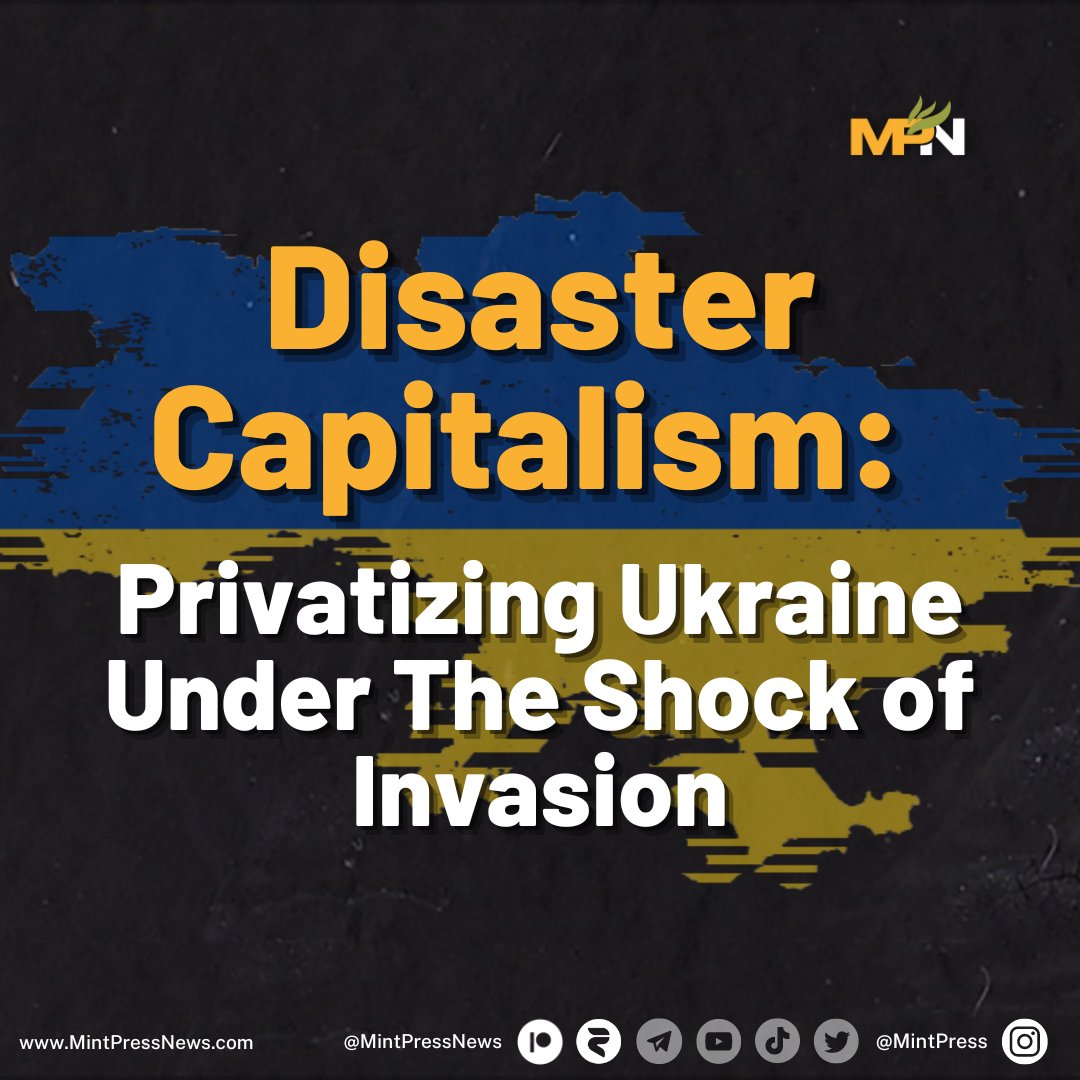 MPN
Disaster
Capitalism:
Privatizing Ukraine
Under The Shock of
Invasion
www.MintPressNews.com
@MintPressNews
@MintPress